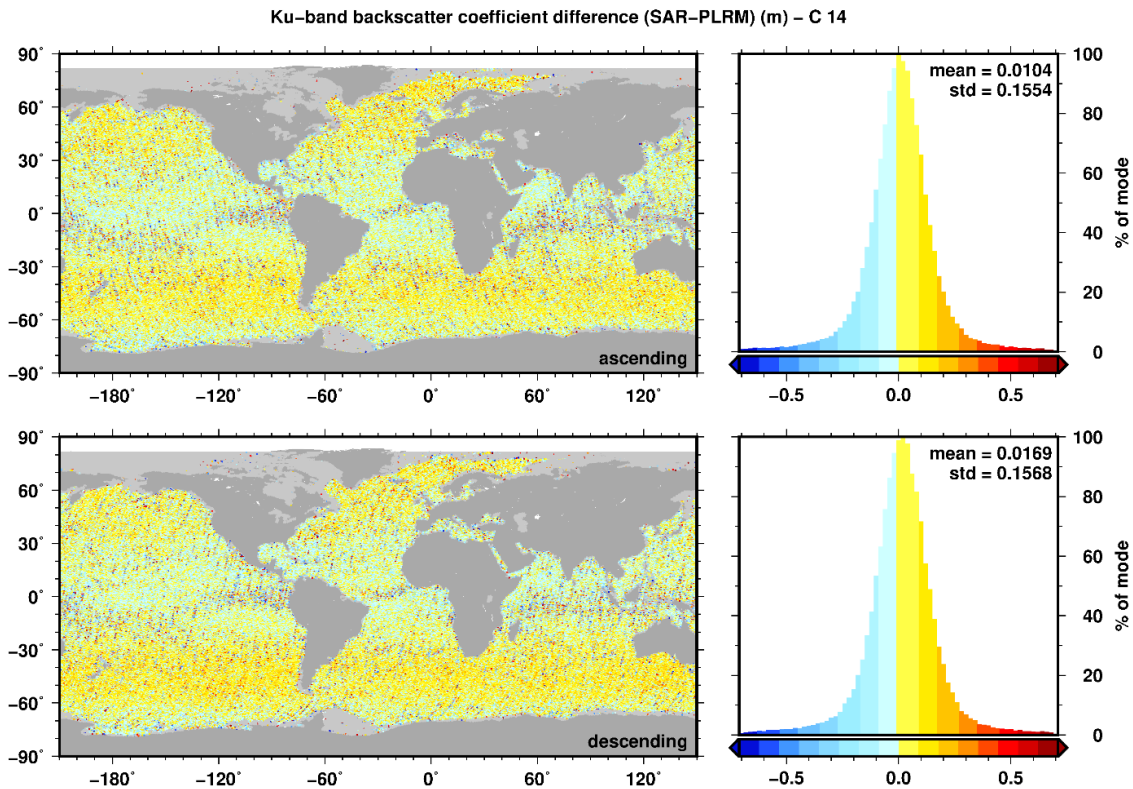 Ku−band backscatter coefficient difference (SAR−PLRM) (m) − C 14
90˚
60˚
30˚
0˚
−30˚
−60˚
−90˚
−180˚ −120˚ −60˚ 0˚ 60˚ 120˚
ascending
mean = 0.0104
std = 0.1554
100
80
60
40
20
0
% of mode
−0.5 0.0 0.5
90˚
60˚
30˚
0˚
−30˚
−60˚
−90˚
−180˚ −120˚ −60˚ 0˚ 60˚ 120˚
descending
mean = 0.0169
std = 0.1568
100
80
60
40
20
0
% of mode
−0.5 0.0 0.5